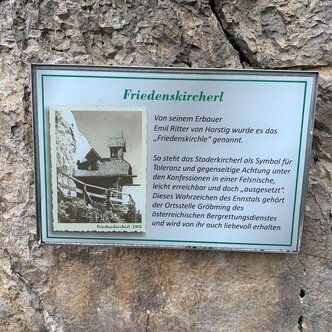 Friedenskircherl
Von seinem Erbauer
Emil Ritter von Horstig wurde es das
„Friedenskirchle“ genannt.
So steht das Stoderkircherl als Symbol für
Toleranz und gegenseitige Achtung unter
den Konfessionen in einer Felsnische,
leicht erreichbar und doch „ausgesetzt“.
Dieses Wahrzeichen des Ennstals gehört
der Ortsstelle Gröbming des
österreichischen Bergrettungsdienstes
und wird von ihr auch liebevoll erhalten.
Friedenskircherl 1902